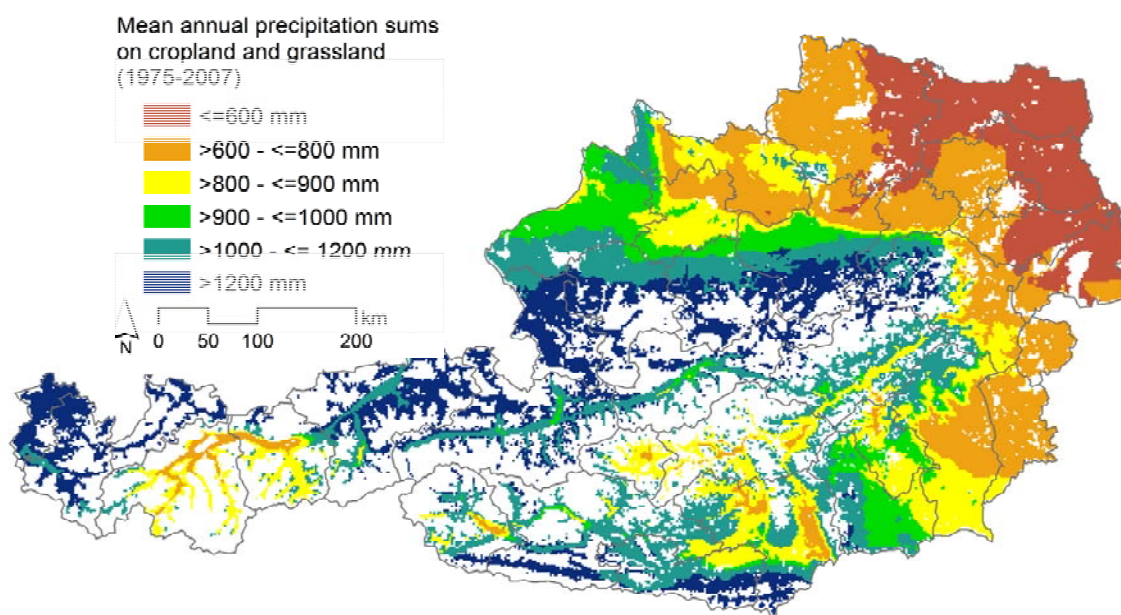 Mean annual precipitation sums
on cropland and grassland
(1975-2007)
<=600 mm
>600 - <=800 mm
>800 - <=900 mm
>900 - <=1000 mm
>1000 - <= 1200 mm
>1200 mm
km
N 0 50 100 200